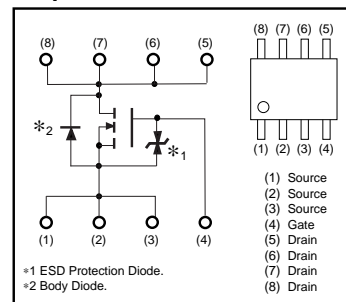 (8) (7) (6) (5)
(8) (7) (6) (5)
∗2
∗1
(1) (2) (3) (4)
(1) (2) (3) (4)
∗1 ESD Protection Diode.
∗2 Body Diode.
(1) Source
(2) Source
(3) Source
(4) Gate
(5) Drain
(6) Drain
(7) Drain
(8) Drain